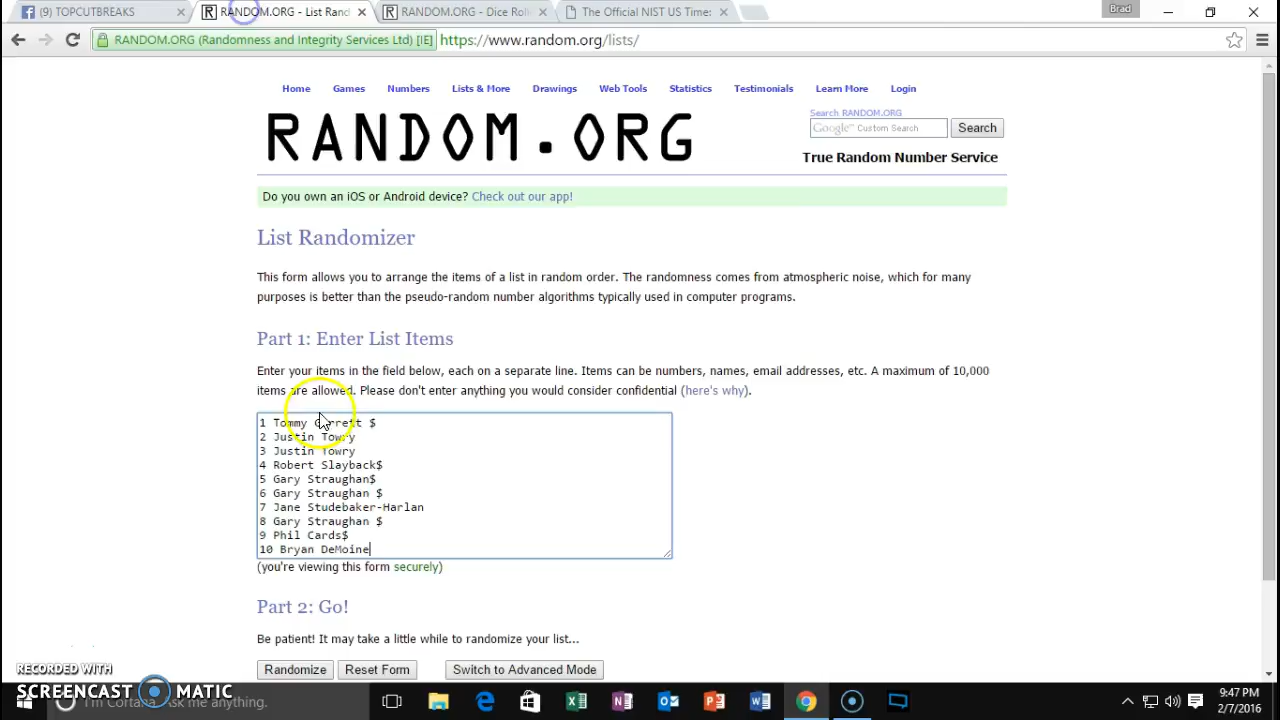 (9) TOPCUTBREAKS
RANDOM.ORG - List Rand
RANDOM.ORG - Dice Roll
The Official NIST US Time:
Brad
RANDOM.ORG (Randomness and Integrity Services Ltd) [IE]
https://www.random.org/lists/
Home Games Numbers Lists & More Drawings Web Tools Statistics Testimonials Learn More Login
Search RANDOM.ORG
Google™ Custom Search
Search
RANDOM.ORG
True Random Number Service
Do you own an iOS or Android device? Check out our app!
List Randomizer
This form allows you to arrange the items of a list in random order. The randomness comes from atmospheric noise, which for many
purposes is better than the pseudo-random number algorithms typically used in computer programs.
Part 1: Enter List Items
Enter your items in the field below, each on a separate line. Items can be numbers, names, email addresses, etc. A maximum of 10,000
items are allowed. Please don't enter anything you would consider confidential (here's why).
1 Tommy Garrett $
2 Justin Towry
3 Justin Towry
4 Robert Slayback$
5 Gary Straughan$
6 Gary Straughan $
7 Jane Studebaker-Harlan
8 Gary Straughan $
9 Phil Cards$
10 Bryan DeMoine
(you're viewing this form securely)
Part 2: Go!
Be patient! It may take a little while to randomize your list...
Randomize
Reset Form
Switch to Advanced Mode
RECORDED WITH
SCREENCAST MATIC
I'm Cortana. Ask me anything.
9:47 PM
2/7/2016